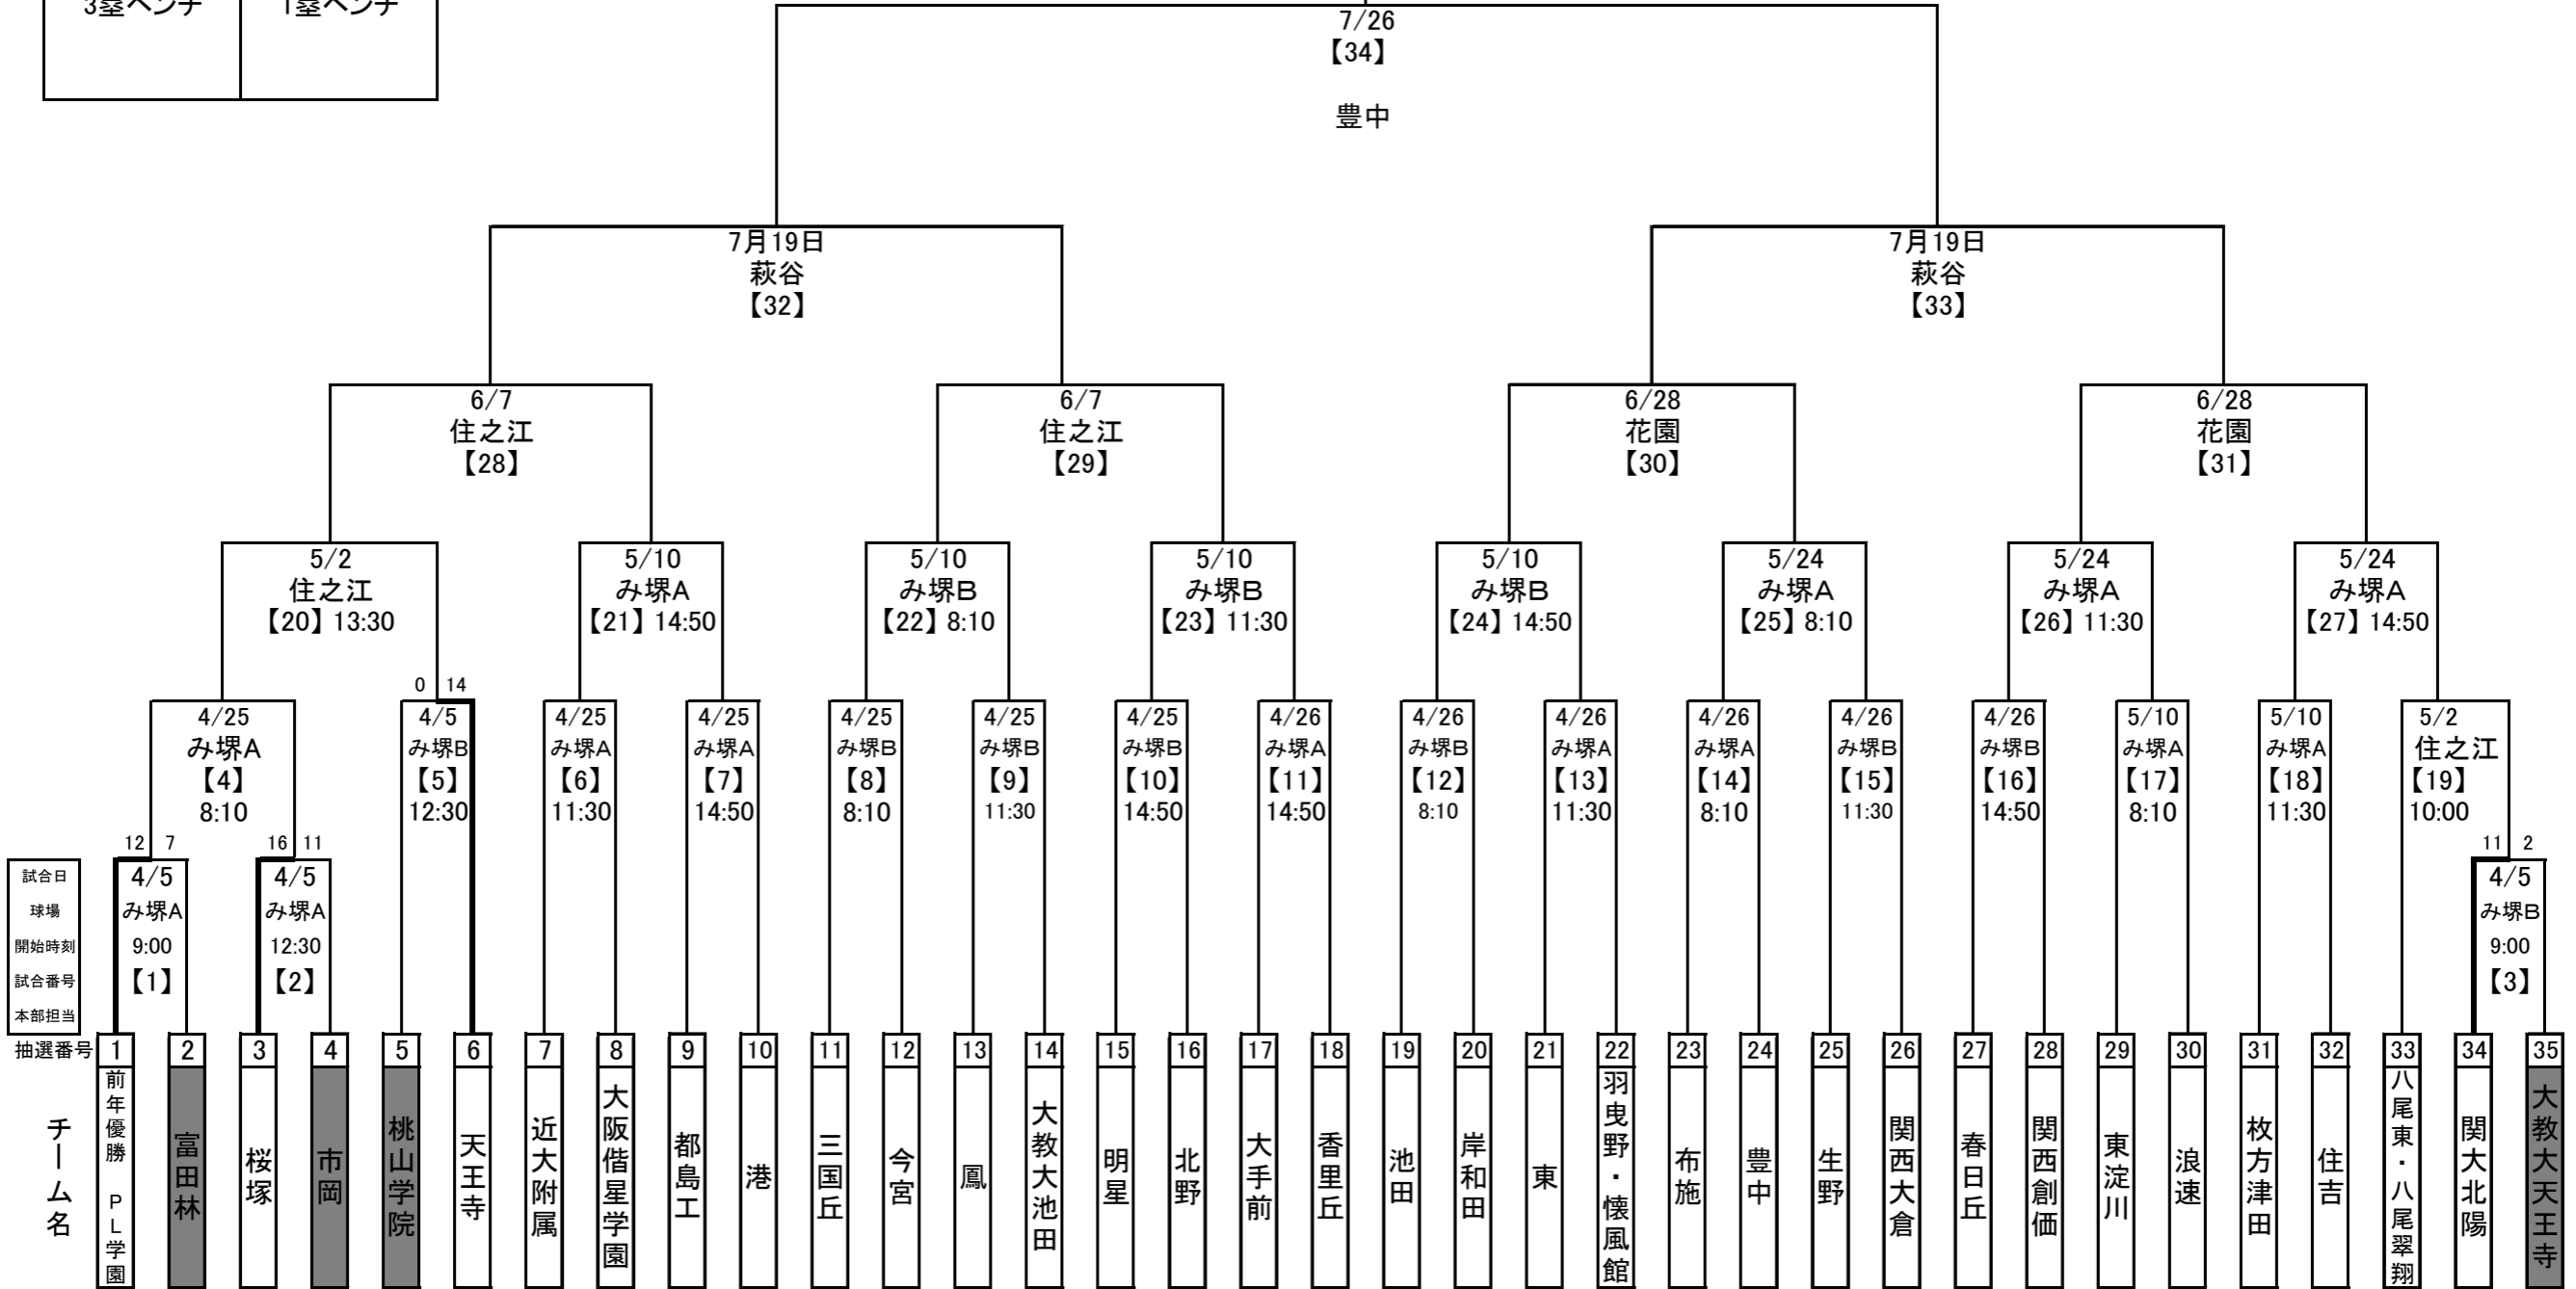 3塁ベンチ 1塁ベンチ
7/26
【34】
豊中
7月19日 7月19日
萩谷 萩谷
【32】 【33】
6/7 6/7 6/28 6/28
住之江 住之江 花園 花園
【28】 【29】 【30】 【31】
5/2 5/10 5/10 5/10 5/10 5/24 5/24 5/24
住之江 み堺A み堺B み堺B み堺B み堺A み堺A み堺A
【20】13:30 【21】14:50 【22】8:10 【23】11:30 【24】14:50 【25】8:10 【26】11:30 【27】14:50
0 14
4/25 4/5 4/25 4/25 4/25 4/25 4/25 4/26 4/26 4/26 4/26 4/26 4/26 5/10 5/10 5/2
み堺A み堺B み堺A み堺A み堺B み堺B み堺B み堺A み堺B み堺A み堺A み堺B み堺B み堺A み堺A 住之江
【4】 【5】 【6】 【7】 【8】 【9】 【10】 【11】 【12】 【13】 【14】 【15】 【16】 【17】 【18】 【19】
8:10 12:30 11:30 14:50 8:10 11:30 14:50 14:50 8:10 11:30 8:10 11:30 14:50 8:10 11:30 10:00
12 7 16 11 11 2
試合日 4/5 4/5 4/5
球場 み堺A み堺A み堺B
開始時刻 9:00 12:30 9:00
試合番号 【1】 【2】 【3】
本部担当
抽選番号 1 2 3 4 5 6 7 8 9 10 11 12 13 14 15 16 17 18 19 20 21 22 23 24 25 26 27 28 29 30 31 32 33 34 35
チーム名
前年優勝 PL学園
富田林
桜塚
市岡
桃山学院
天王寺
近大附属
大阪偕星学園
都島工
港
三国丘
今宮
鳳
大教大池田
明星
北野
大手前
香里丘
池田
岸和田
東
羽曳野・懐風館
布施
豊中
生野
関西大倉
春日丘
関西創価
東淀川
浪速
枚方津田
住吉
八尾東・八尾翠翔
関大北陽
大教大天王寺